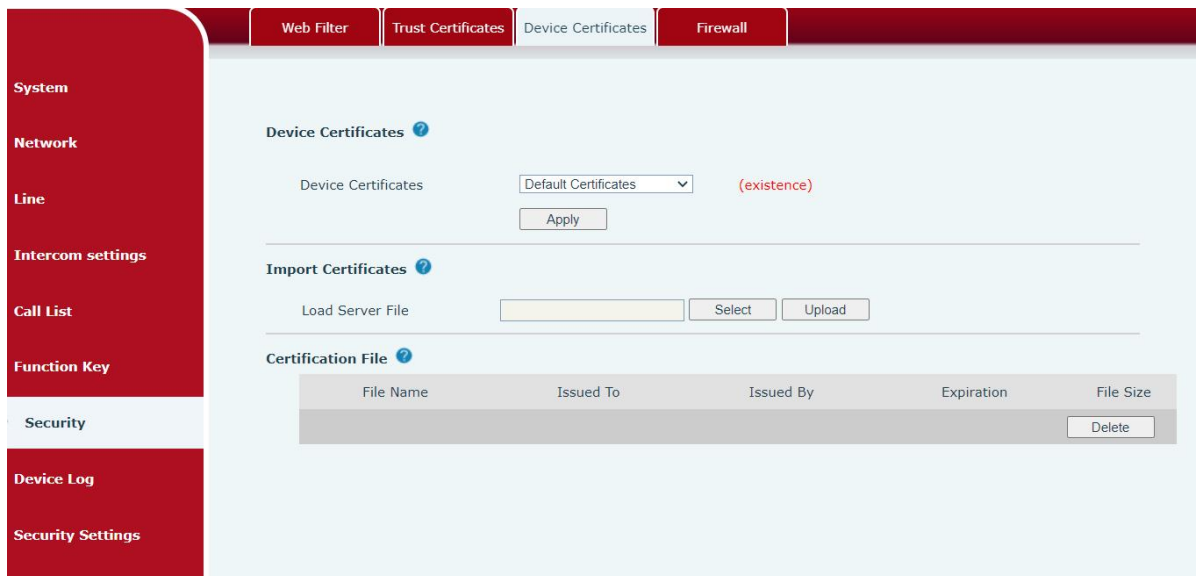 Web Filter Trust Certificates Device Certificates Firewall
System
Network
Line
Intercom settings
Call List
Function Key
Security
Device Log
Security Settings
Device Certificates ?
Device Certificates Default Certificates (existence)
Apply
Import Certificates ?
Load Server File Select Upload
Certification File ?
File Name Issued To Issued By Expiration File Size
Delete